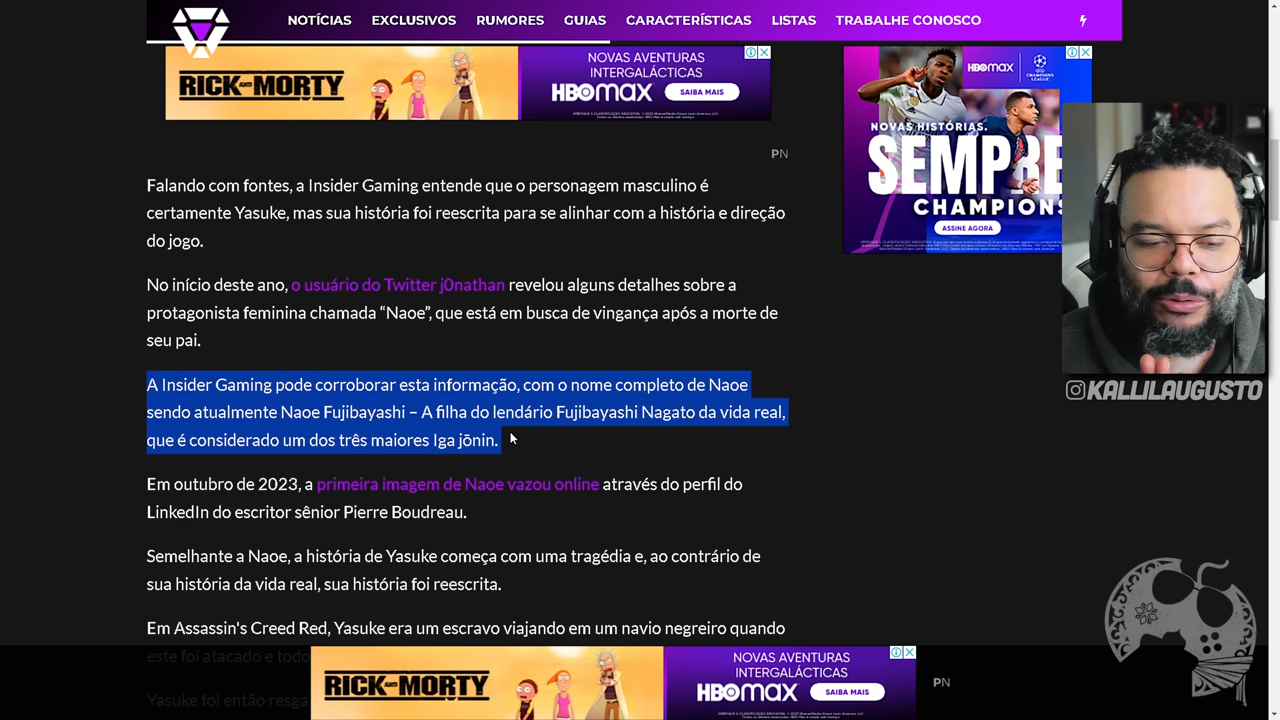 NOTÍCIAS EXCLUSIVOS RUMORES GUIAS CARACTERÍSTICAS LISTAS TRABALHE CONOSCO
RICK AND MORTY
NOVAS AVENTURAS
INTERGALÁCTICAS
HBOMAX SAIBA MAIS
HBOMAX CHAMPIONS LEAGUE
NOVAS HISTÓRIAS.
SEMPRE
CHAMPIONS
ASSINE AGORA
PN
Falando com fontes, a Insider Gaming entende que o personagem masculino é
certamente Yasuke, mas sua história foi reescrita para se alinhar com a história e direção
do jogo.
No início deste ano, o usuário do Twitter j0nathan revelou alguns detalhes sobre a
protagonista feminina chamada “Naoe”, que está em busca de vingança após a morte de
seu pai.
A Insider Gaming pode corroborar esta informação, com o nome completo de Naoe
sendo atualmente Naoe Fujibayashi – A filha do lendário Fujibayashi Nagato da vida real,
que é considerado um dos três maiores Iga jōnin.
KALLILAUGUSTO
Em outubro de 2023, a primeira imagem de Naoe vazou online através do perfil do
LinkedIn do escritor sênior Pierre Boudreau.
Semelhante a Naoe, a história de Yasuke começa com uma tragédia e, ao contrário de
sua história da vida real, sua história foi reescrita.
Em Assassin's Creed Red, Yasuke era um escravo viajando em um navio negreiro quando
este foi atacado e todo
Yasuke foi então resga
RICK AND MORTY
NOVAS AVENTURAS
INTERGALÁCTICAS
HBOMAX SAIBA MAIS
PN